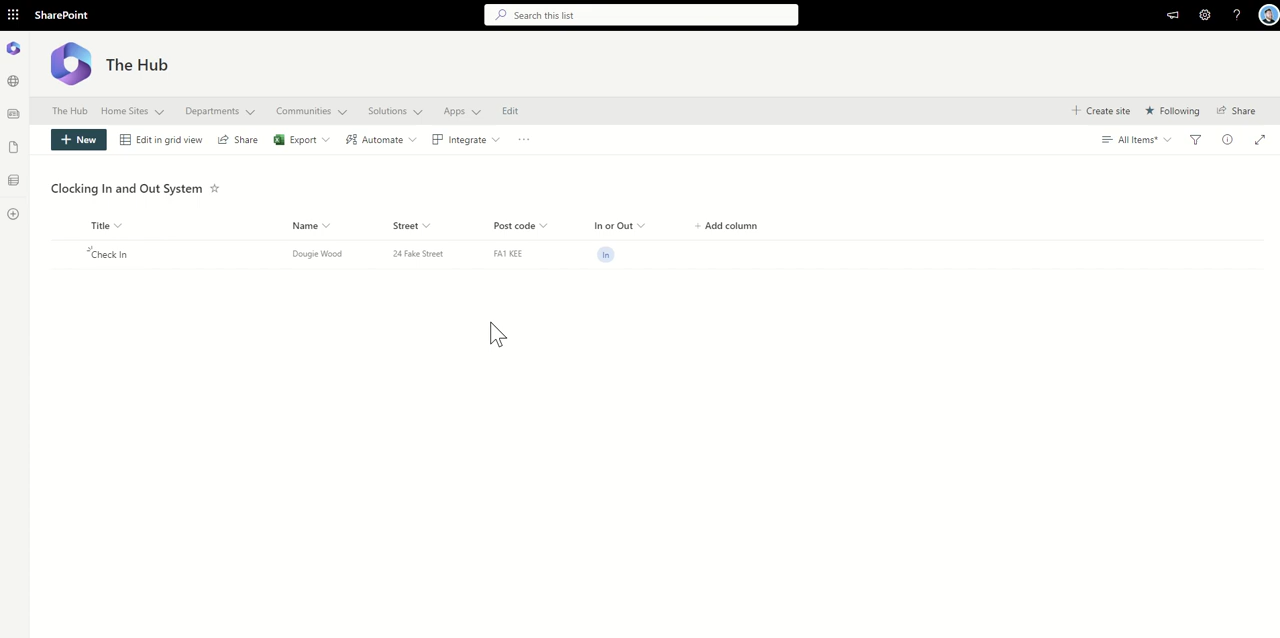 SharePoint
Search this list
The Hub
The Hub Home Sites Departments Communities Solutions Apps Edit
Create site Following Share
New Edit in grid view Share Export Automate Integrate ... All Items*
Clocking In and Out System
Title Name Street Post code In or Out + Add column
Check In Dougie Wood 24 Fake Street FA1 KEE In